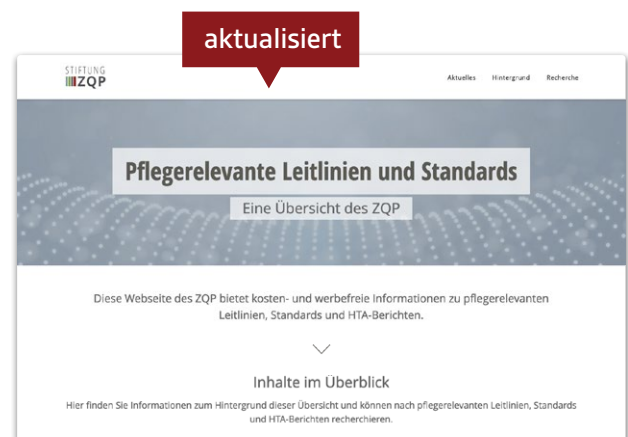 aktualisiert
STIFTUNG
ZQP
Aktuelles Hintergrund Recherche
Pflegerelevante Leitlinien und Standards
Eine Übersicht des ZQP
Diese Webseite des ZQP bietet kosten- und werbefreie Informationen zu pflegerelevanten
Leitlinien, Standards und HTA-Berichten.
Inhalte im Überblick
Hier finden Sie Informationen zum Hintergrund dieser Übersicht und können nach pflegerelevanten Leitlinien, Standards
und HTA-Berichten recherchieren.